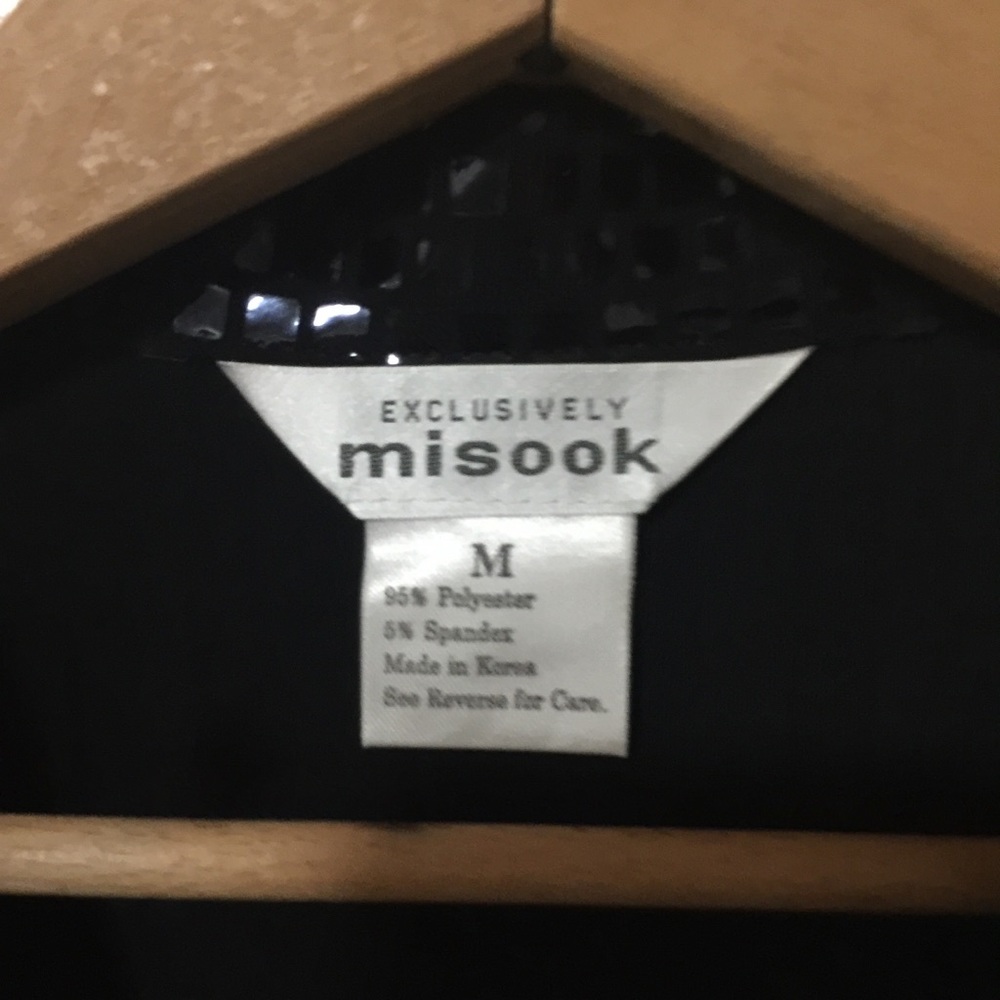 EXCLUSIVELY
misook
M
95% Polyester
5% Spandex
Made in Korea
See Reverse for Care.